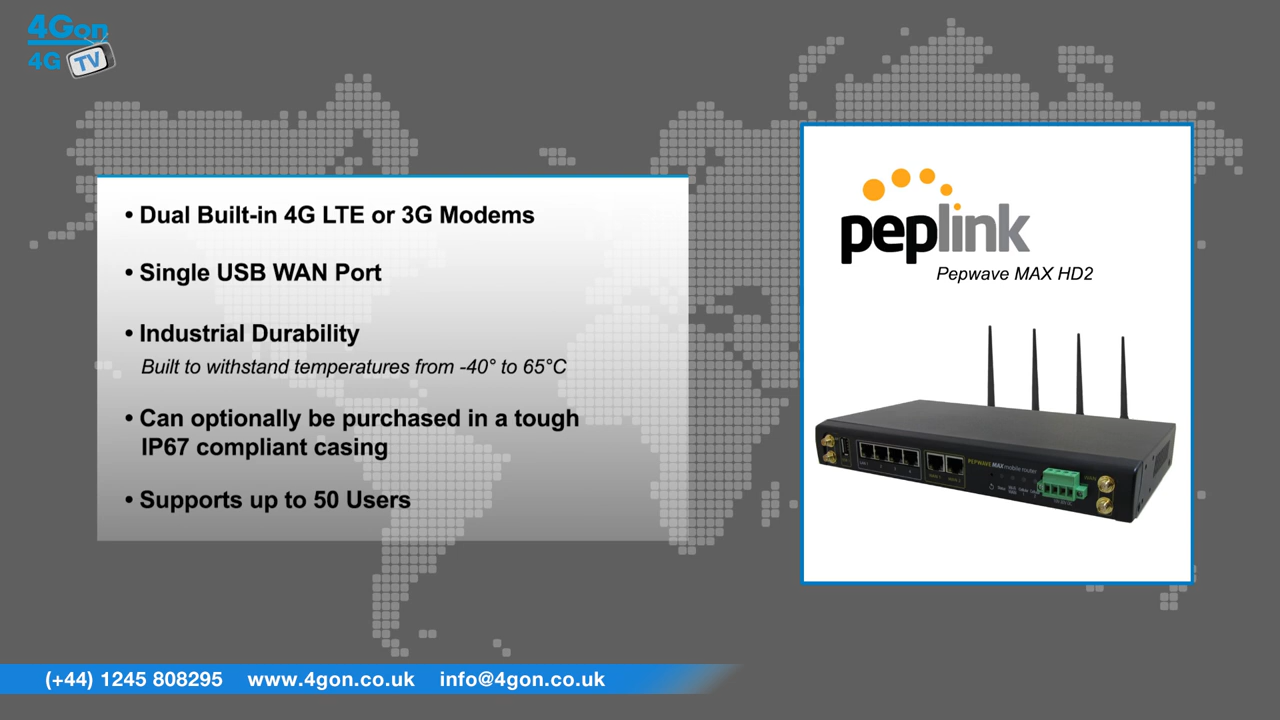 4Gon
4G TV
• Dual Built-in 4G LTE or 3G Modems
• Single USB WAN Port
• Industrial Durability
Built to withstand temperatures from -40° to 65°C
• Can optionally be purchased in a tough
IP67 compliant casing
• Supports up to 50 Users
peplink
Pepwave MAX HD2
PEPWAVE MAX mobile router
(+44) 1245 808295 www.4gon.co.uk info@4gon.co.uk